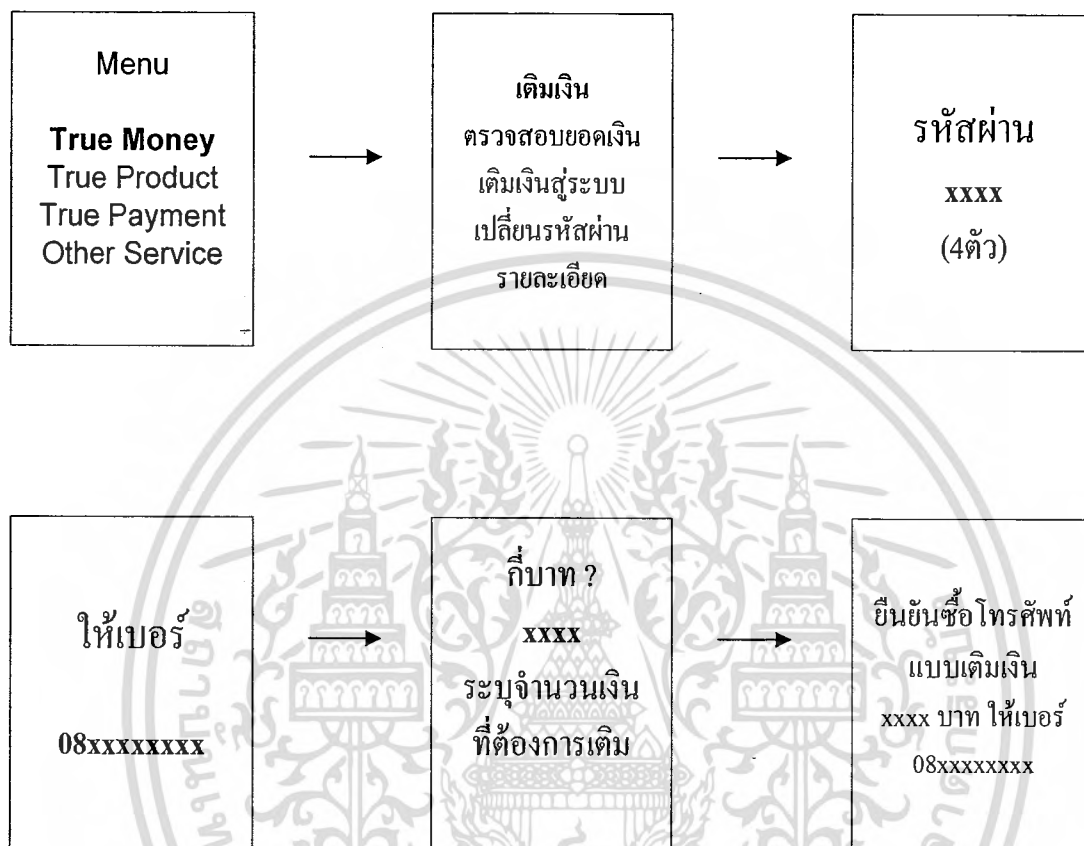 Menu
True Money
True Product
True Payment
Other Service
เติมเงิน
ตรวจสอบยอดเงิน
เติมเงินสู่ระบบ
เปลี่ยนรหัสผ่าน
รายละเอียด
รหัสผ่าน
xxxx
(4ตัว)
ให้เบอร์
08xxxxxxxx
กี่บาท ?
xxxx
ระบุจำนวนเงิน
ที่ต้องการเติม
ยืนยันซื้อโทรศัพท์
แบบเติมเงิน
xxxx บาท ให้เบอร์
08xxxxxxxx